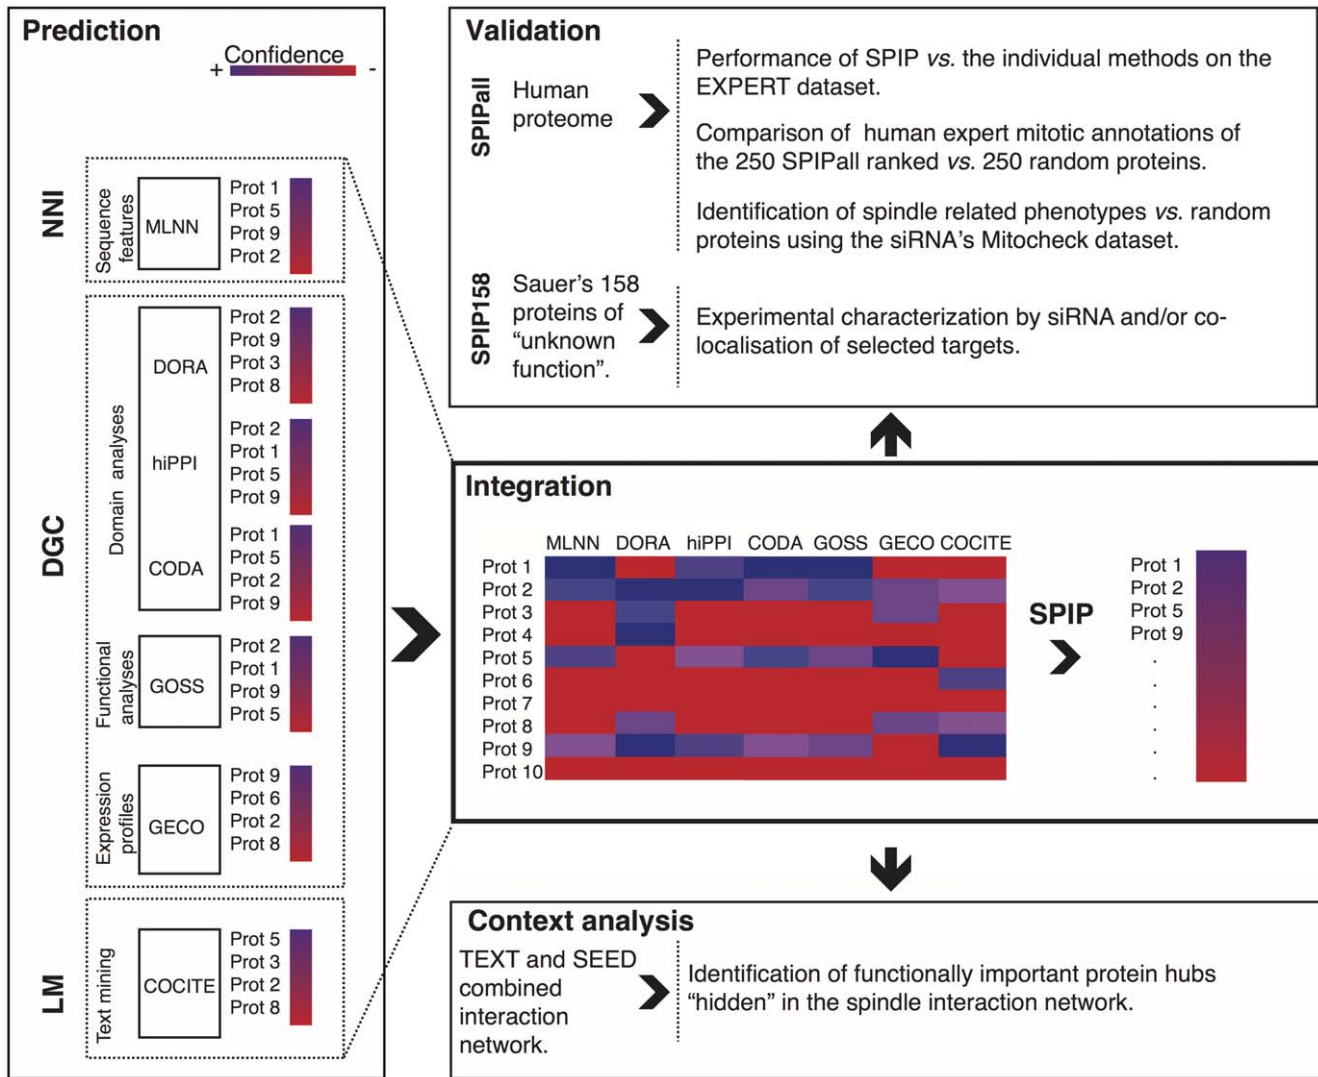 Prediction
Confidence
+ -
NNI
Sequence
features
MLNN
Prot 1
Prot 5
Prot 9
Prot 2
DGC
Domain analyses
DORA
Prot 2
Prot 9
Prot 3
Prot 8
hiPPI
Prot 2
Prot 1
Prot 5
Prot 9
CODA
Prot 1
Prot 5
Prot 2
Prot 9
Functional
analyses
GOSS
Prot 2
Prot 1
Prot 9
Prot 5
Expression
profiles
GECO
Prot 9
Prot 6
Prot 2
Prot 8
LM
Text mining
COCITE
Prot 5
Prot 3
Prot 2
Prot 8
Validation
SPIPall
Human
proteome
Performance of SPIP vs. the individual methods on the
EXPERT dataset.
Comparison of human expert mitotic annotations of
the 250 SPIPall ranked vs. 250 random proteins.
Identification of spindle related phenotypes vs. random
proteins using the siRNA's Mitocheck dataset.
SPIP158
Sauer's 158
proteins of
“unknown
function”.
Experimental characterization by siRNA and/or co-
localisation of selected targets.
Integration
MLNN DORA hiPPI CODA GOSS GECO COCITE
Prot 1
Prot 2
Prot 3
Prot 4
Prot 5
Prot 6
Prot 7
Prot 8
Prot 9
Prot 10
SPIP
Prot 1
Prot 2
Prot 5
Prot 9
.
.
.
.
.
.
Context analysis
TEXT and SEED
combined
interaction
network.
Identification of functionally important protein hubs
“hidden” in the spindle interaction network.